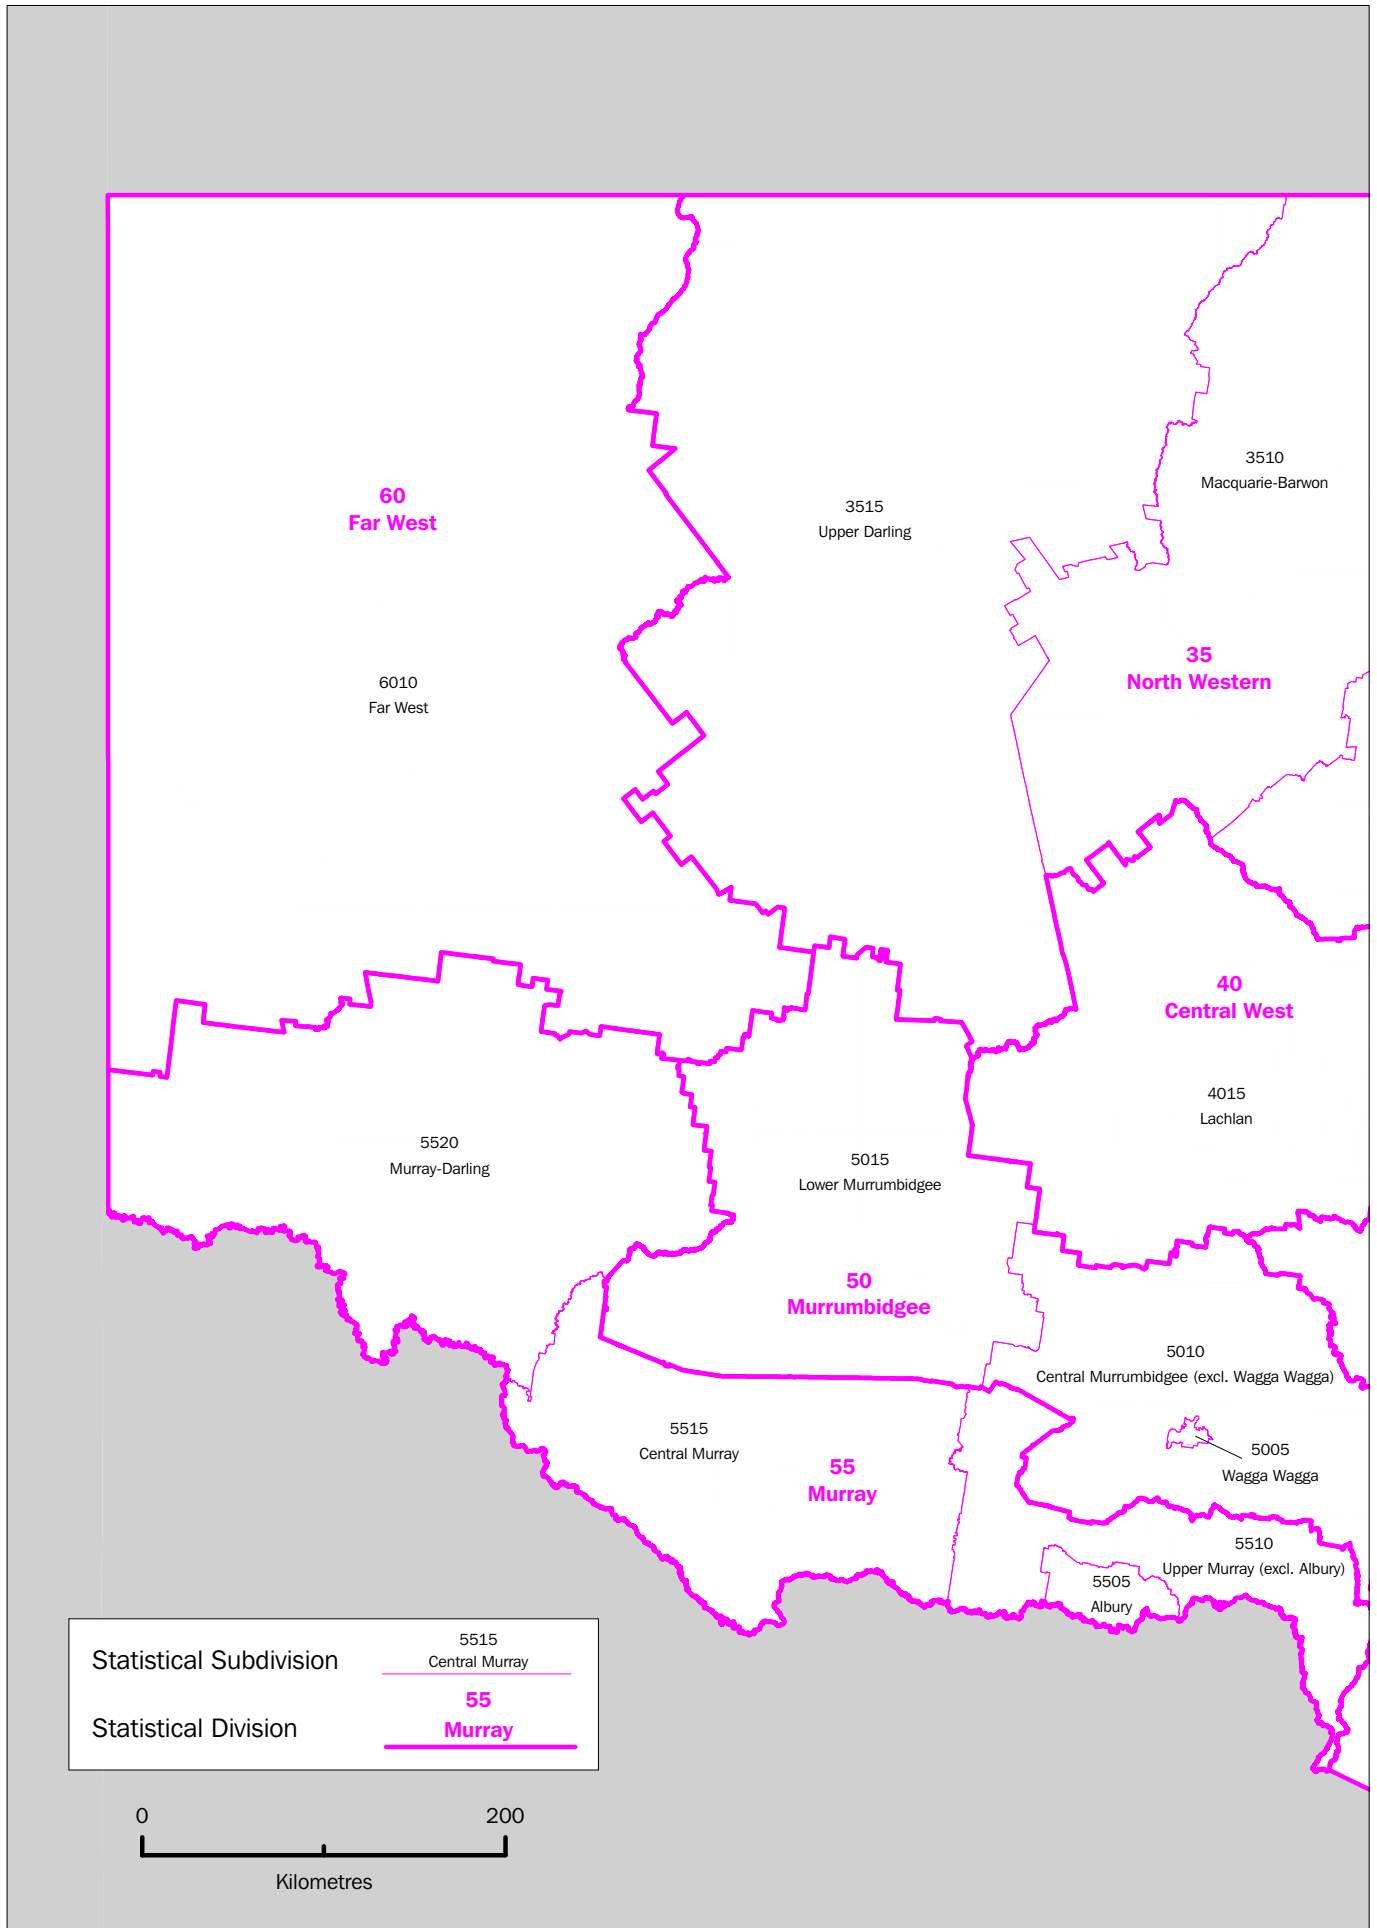 3510
Macquarie-Barwon
60
Far West
3515
Upper Darling
35
North Western
6010
Far West
40
Central West
4015
Lachlan
5520
Murray-Darling
5015
Lower Murrumbidgee
50
Murrumbidgee
5010
Central Murrumbidgee (excl. Wagga Wagga)
5515
Central Murray
5005
Wagga Wagga
55
Murray
5510
Upper Murray (excl. Albury)
5505
Albury
Statistical Subdivision
5515
Central Murray
Statistical Division
55
Murray
0 200
Kilometres